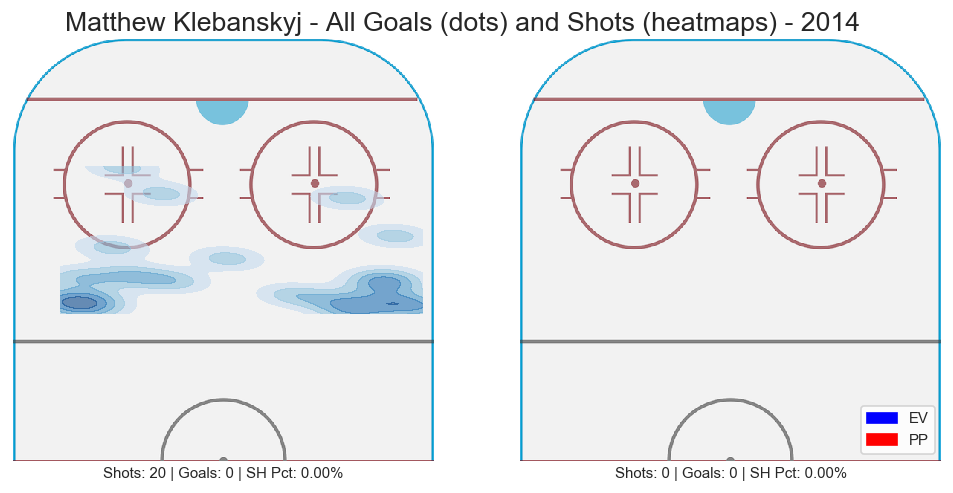 Matthew Klebanskyj - All Goals (dots) and Shots (heatmaps) - 2014
EV
PP
Shots: 20 | Goals: 0 | SH Pct: 0.00%
Shots: 0 | Goals: 0 | SH Pct: 0.00%